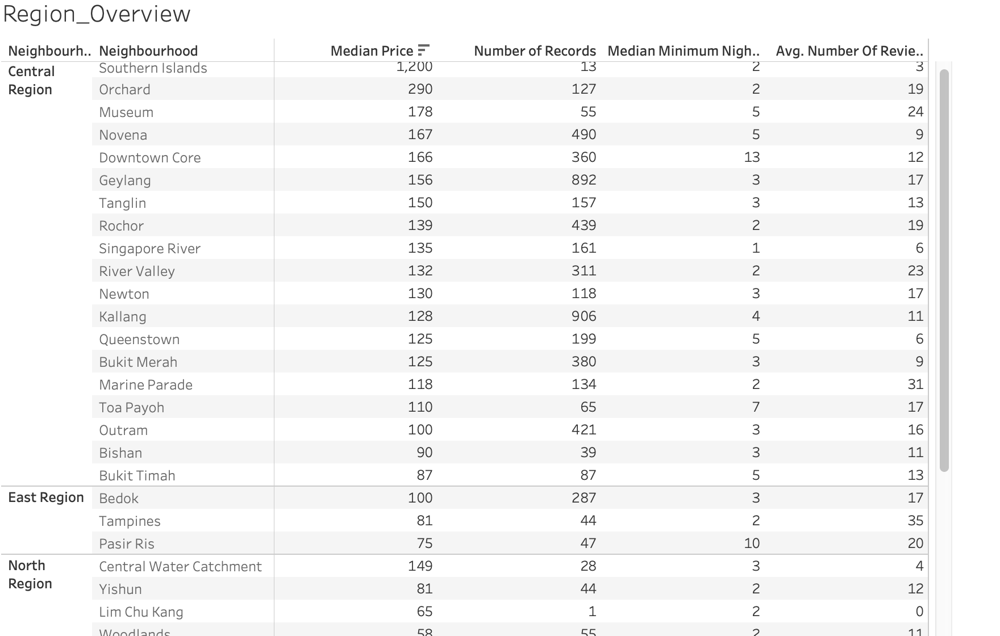 Region_Overview
Neighbourh.. Neighbourhood Median Price Number of Records Median Minimum Nigh.. Avg. Number Of Revie..
Central Region Southern Islands 1,200 13 2 3
Orchard 290 127 2 19
Museum 178 55 5 24
Novena 167 490 5 9
Downtown Core 166 360 13 12
Geylang 156 892 3 17
Tanglin 150 157 3 13
Rochor 139 439 2 19
Singapore River 135 161 1 6
River Valley 132 311 2 23
Newton 130 118 3 17
Kallang 128 906 4 11
Queenstown 125 199 5 6
Bukit Merah 125 380 3 9
Marine Parade 118 134 2 31
Toa Payoh 110 65 7 17
Outram 100 421 3 16
Bishan 90 39 3 11
Bukit Timah 87 87 5 13
East Region Bedok 100 287 3 17
Tampines 81 44 2 35
Pasir Ris 75 47 10 20
North Region Central Water Catchment 149 28 3 4
Yishun 81 44 2 12
Lim Chu Kang 65 1 2 0
Woodlands 58 55 2 11